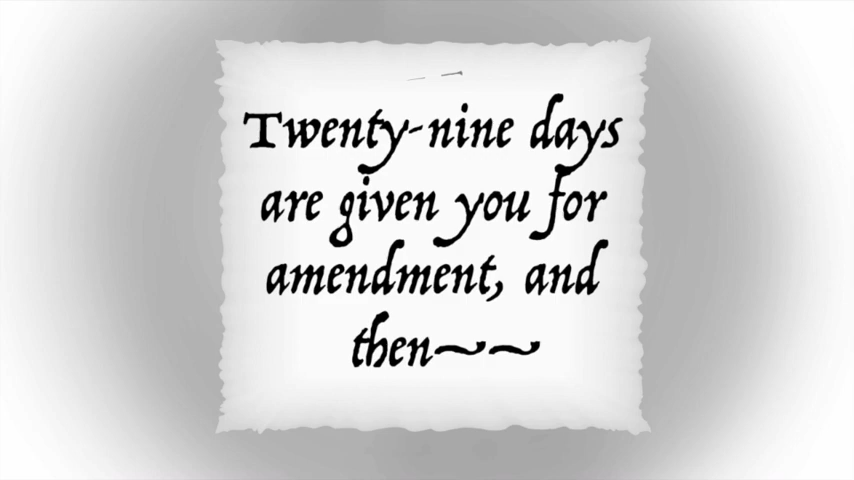 Twenty-nine days
are given you for
amendment, and
then~~